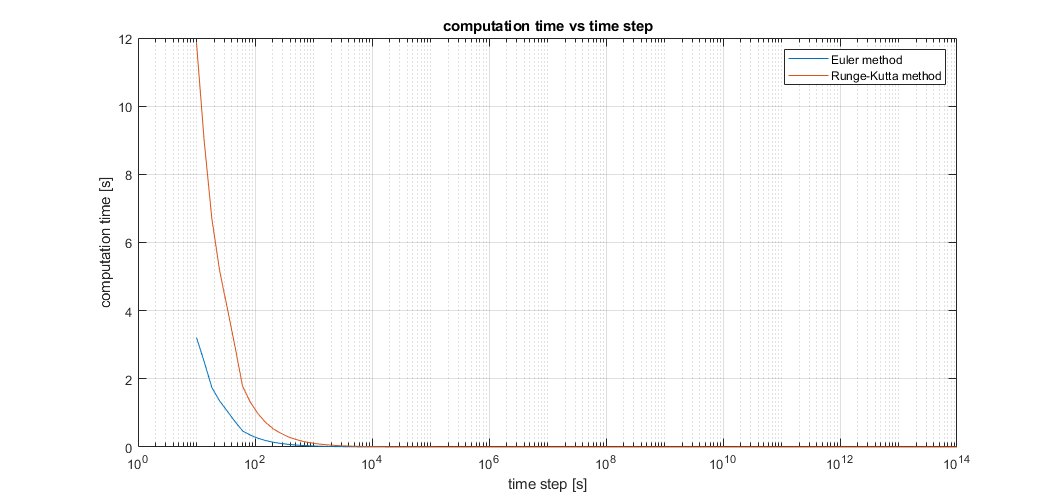 computation time vs time step
Euler method
Runge-Kutta method
computation time [s]
12
10
8
6
4
2
0
10^0 10^2 10^4 10^6 10^8 10^10 10^12 10^14
time step [s]